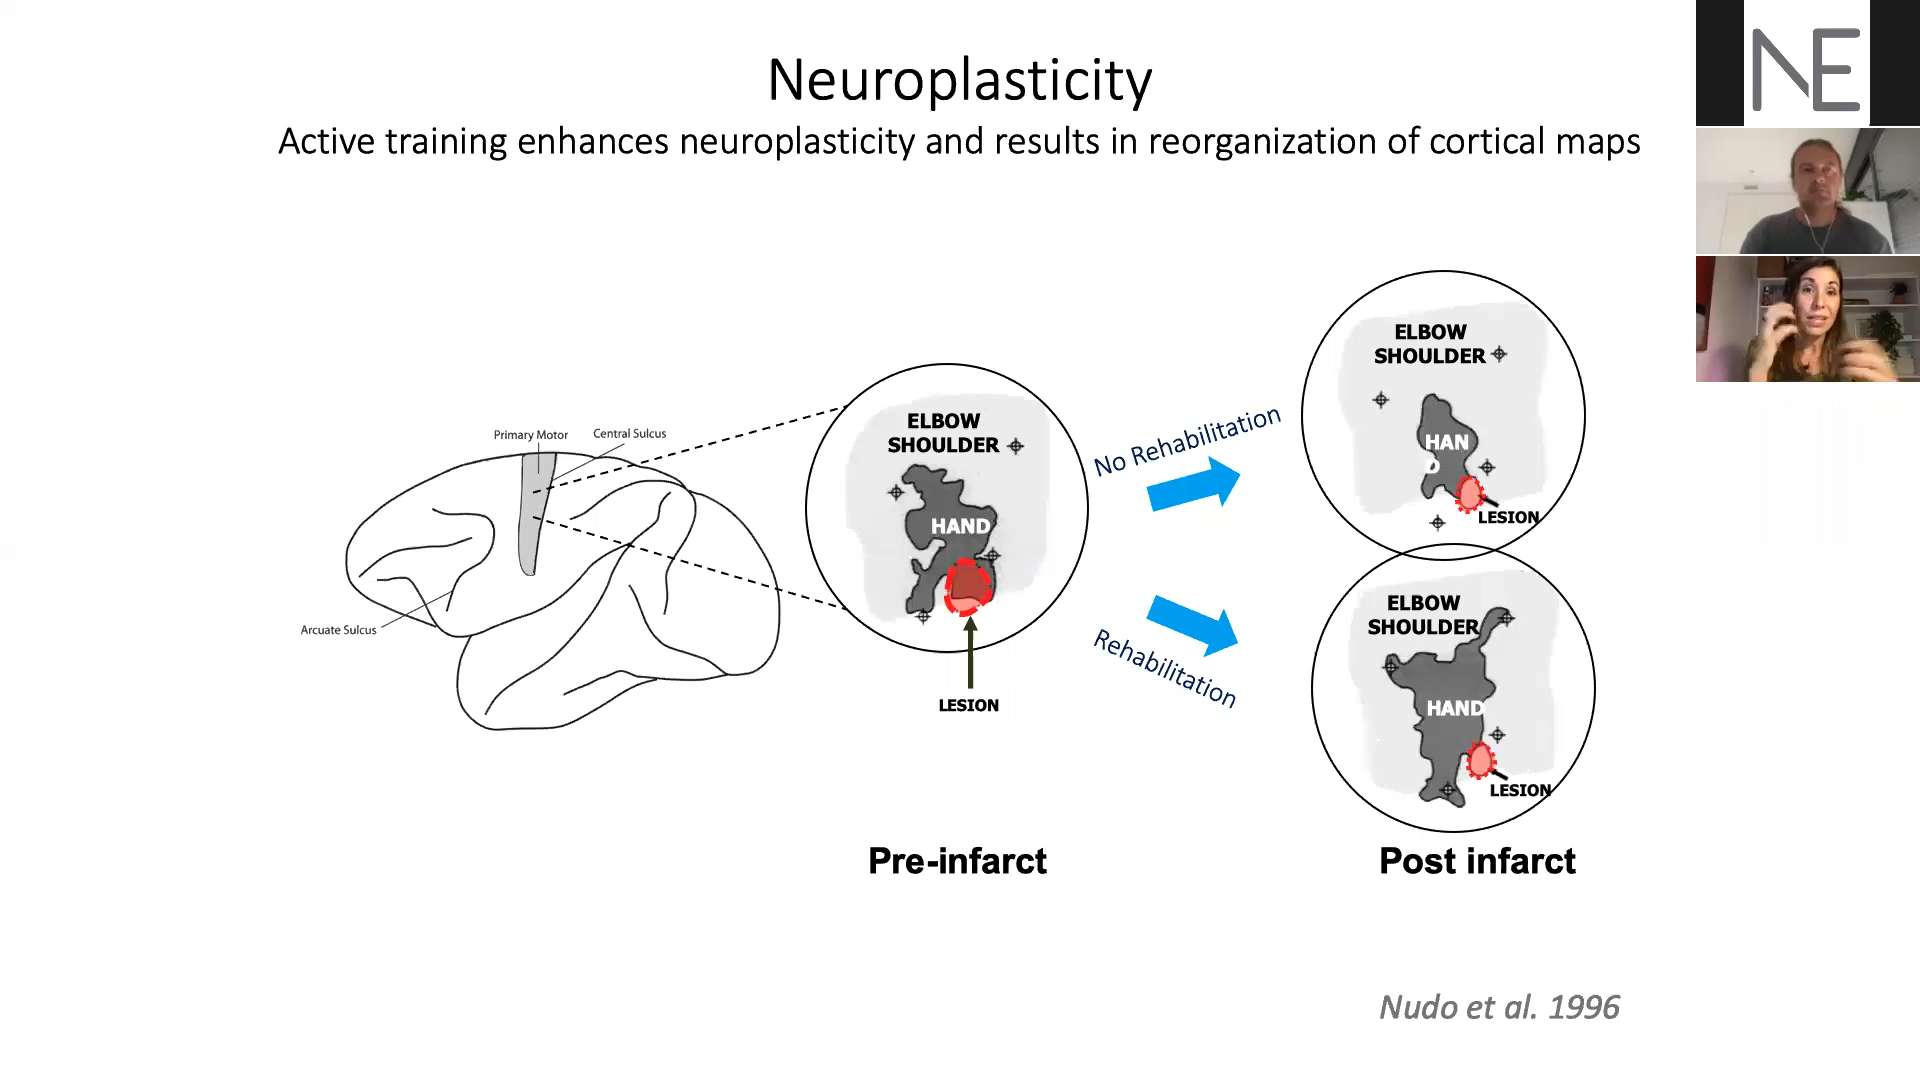 Neuroplasticity
Active training enhances neuroplasticity and results in reorganization of cortical maps
NE
Primary Motor
Central Sulcus
Arcuate Sulcus
ELBOW
SHOULDER
HAND
LESION
Pre-infarct
No Rehabilitation
Rehabilitation
ELBOW
SHOULDER
HAN
D
LESION
ELBOW
SHOULDER
HAND
LESION
Post infarct
Nudo et al. 1996